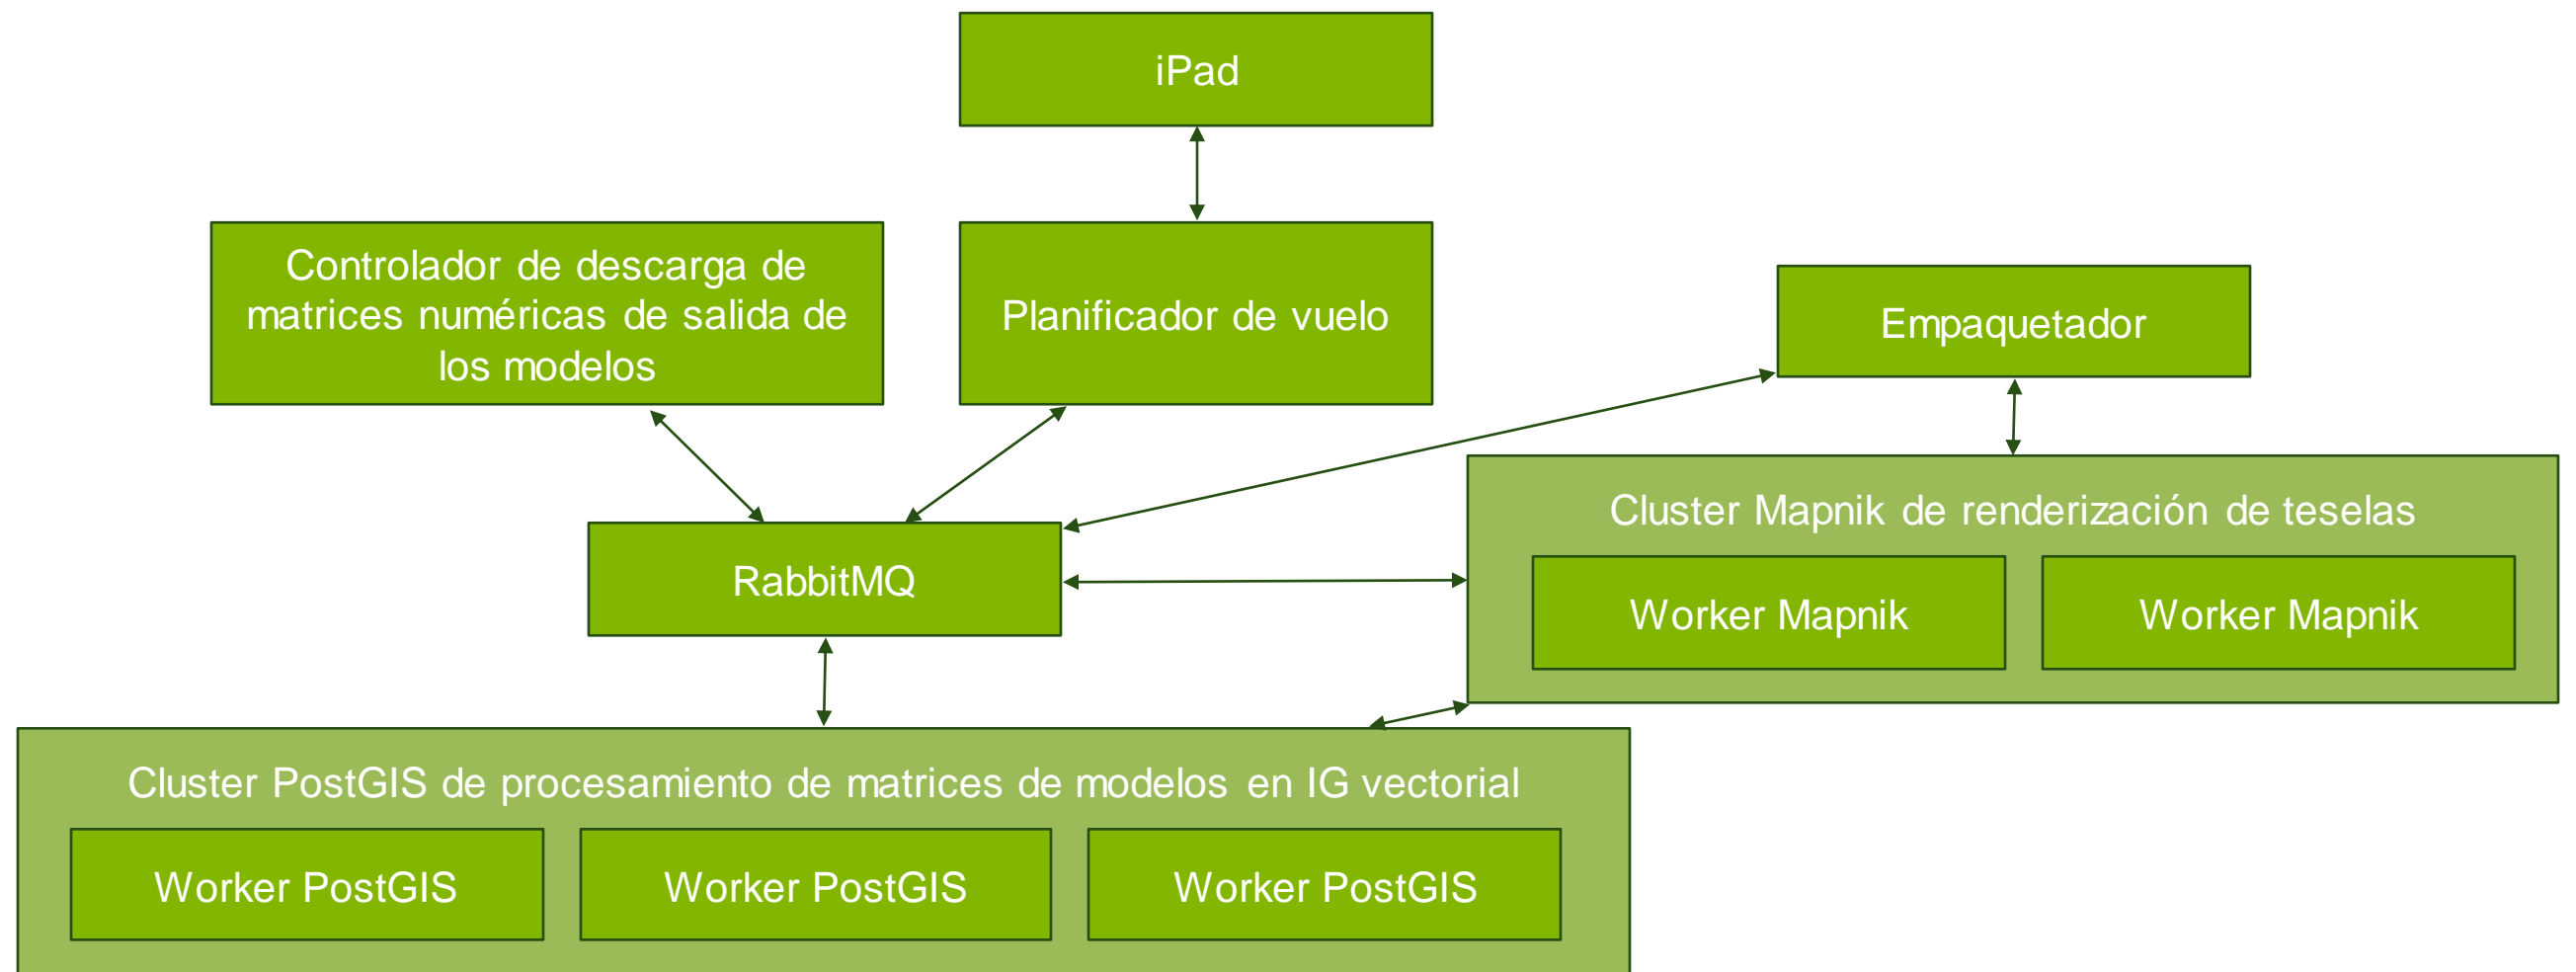 iPad
Controlador de descarga de
matrices numéricas de salida de
los modelos
Planificador de vuelo
Empaquetador
RabbitMQ
Cluster Mapnik de renderización de teselas
Worker Mapnik
Worker Mapnik
Cluster PostGIS de procesamiento de matrices de modelos en IG vectorial
Worker PostGIS
Worker PostGIS
Worker PostGIS